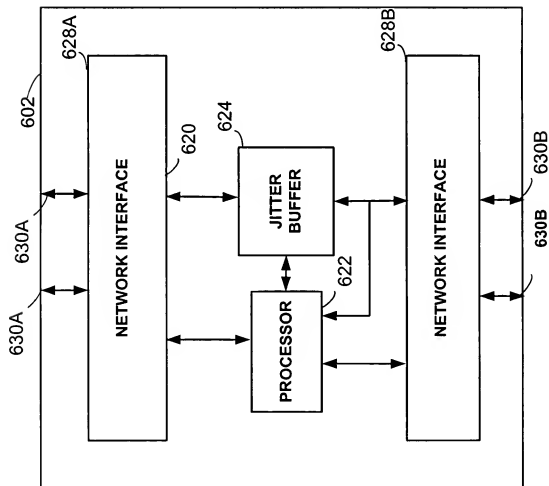 602
628A
628B
630A
630A
NETWORK INTERFACE
620
624
JITTER
BUFFER
PROCESSOR
622
NETWORK INTERFACE
630B
630B